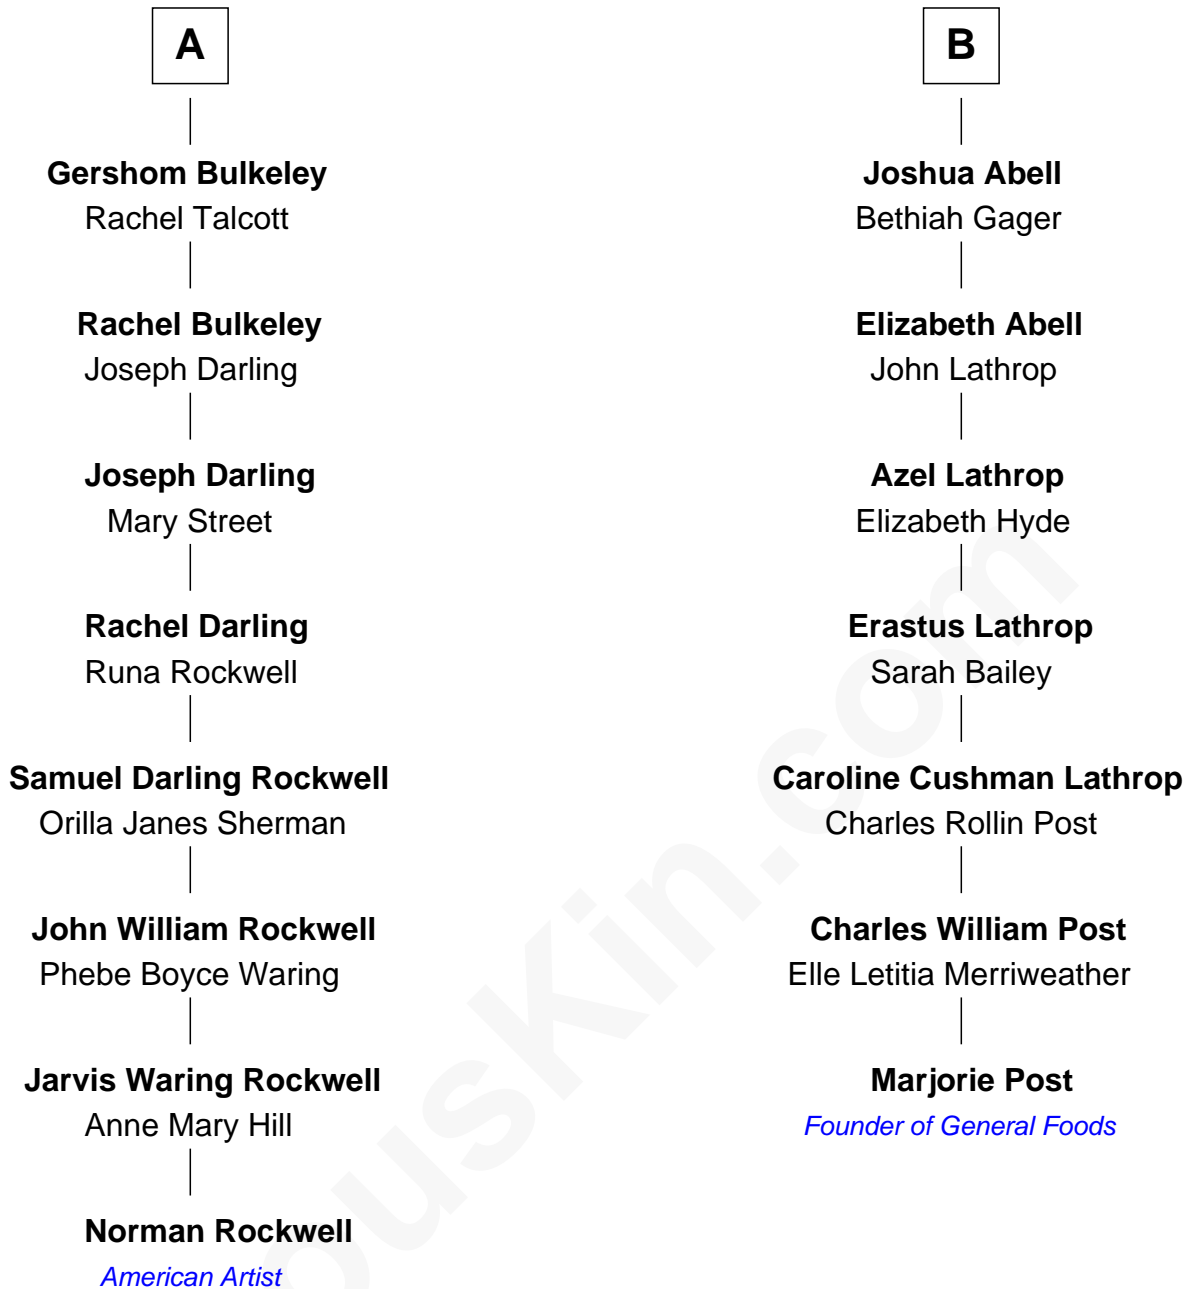 A
Gershom Bulkeley
Rachel Talcott
Rachel Bulkeley
Joseph Darling
Joseph Darling
Mary Street
Rachel Darling
Runa Rockwell
Samuel Darling Rockwell
Orilla Janes Sherman
John William Rockwell
Phebe Boyce Waring
Jarvis Waring Rockwell
Anne Mary Hill
Norman Rockwell
American Artist
B
Joshua Abell
Bethiah Gager
Elizabeth Abell
John Lathrop
Azel Lathrop
Elizabeth Hyde
Erastus Lathrop
Sarah Bailey
Caroline Cushman Lathrop
Charles Rollin Post
Charles William Post
Elle Letitia Merriweather
Marjorie Post
Founder of General Foods
ousKin.com